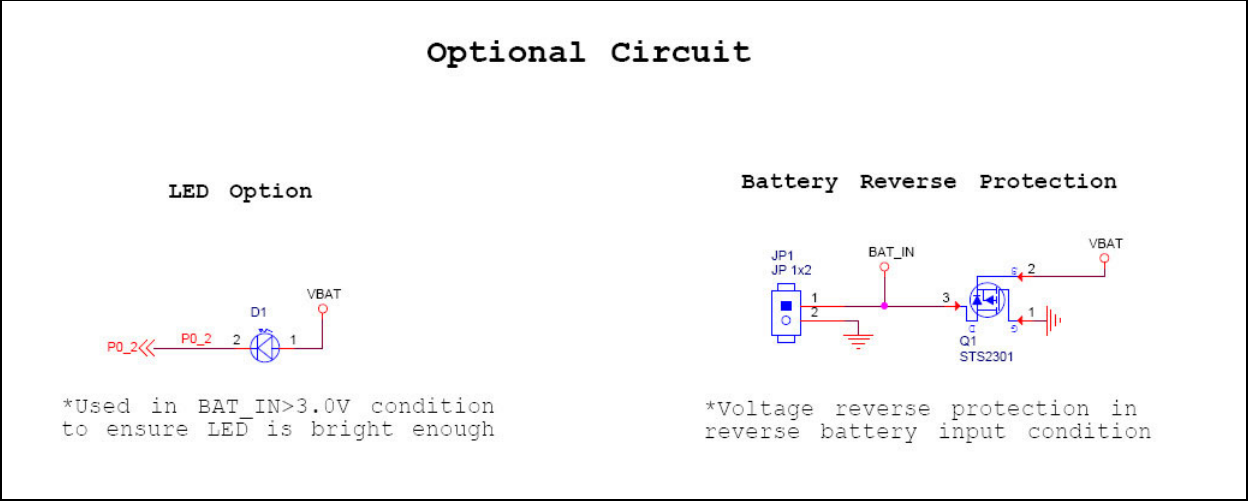 Optional Circuit
LED Option
Battery Reverse Protection
VBAT
D1
P0_2
P0_2
2
1
*Used in BAT_IN>3.0V condition
to ensure LED is bright enough
JP1
JP 1x2
1
2
BAT_IN
VBAT
S
2
3
D
1
G
Q1
STS2301
*Voltage reverse protection in
reverse battery input condition